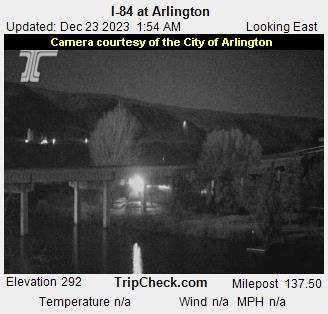 I-84 at Arlington
Updated: Dec 23 2023 1:54 AM Looking East
Camera courtesy of the City of Arlington
Elevation 292 TripCheck.com Milepost 137.50
Temperature n/a Wind n/a MPH n/a